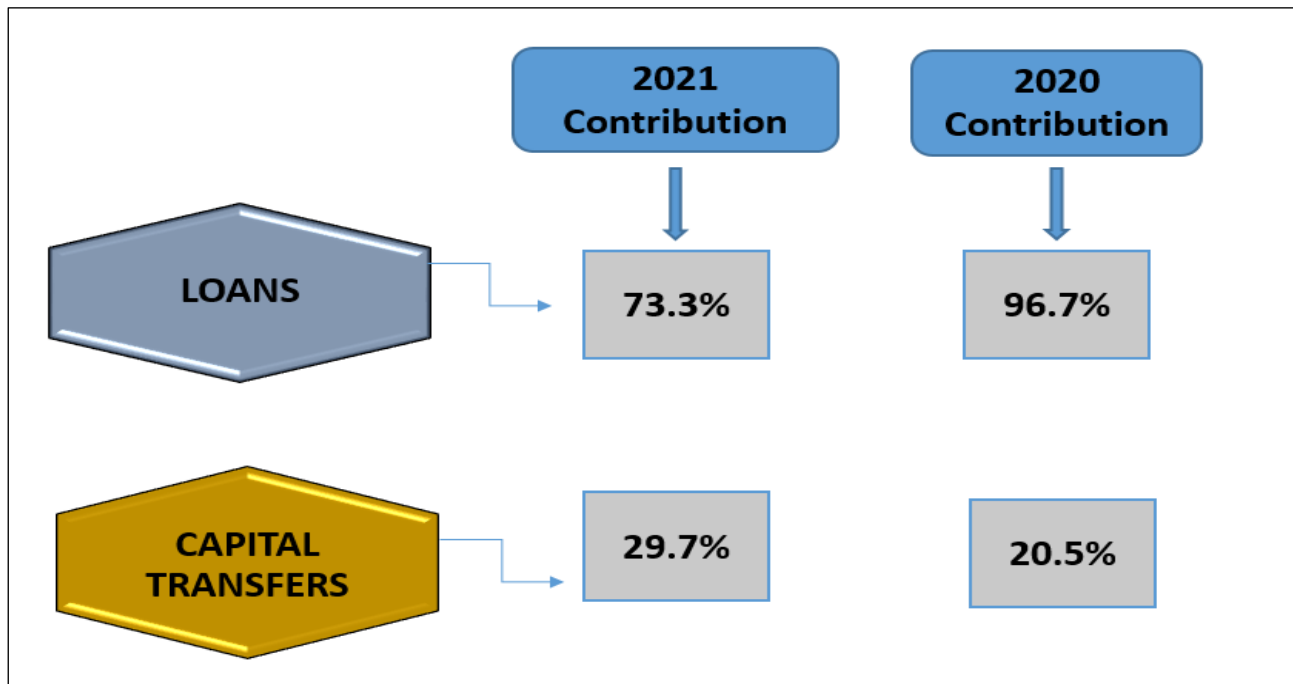 2021
Contribution
2020
Contribution
LOANS
73.3%
96.7%
CAPITAL
TRANSFERS
29.7%
20.5%